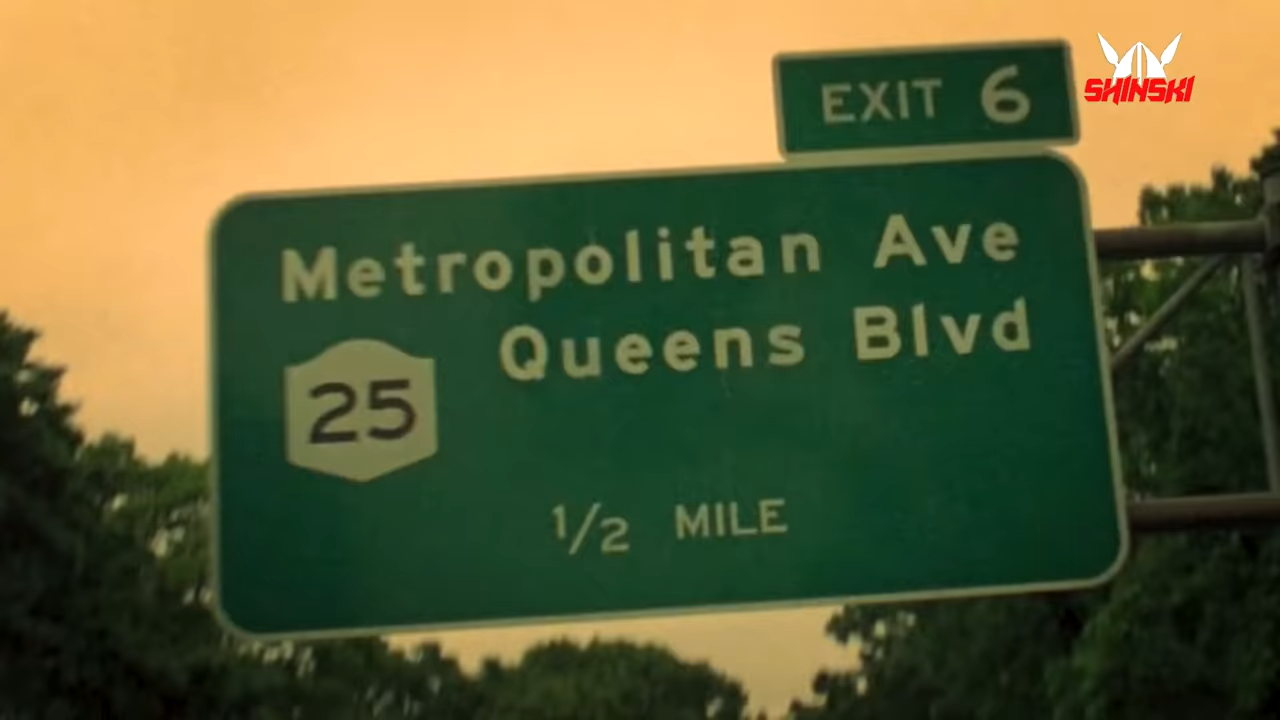 SHINSKI
EXIT 6
Metropolitan Ave
Queens Blvd
25
1/2 MILE